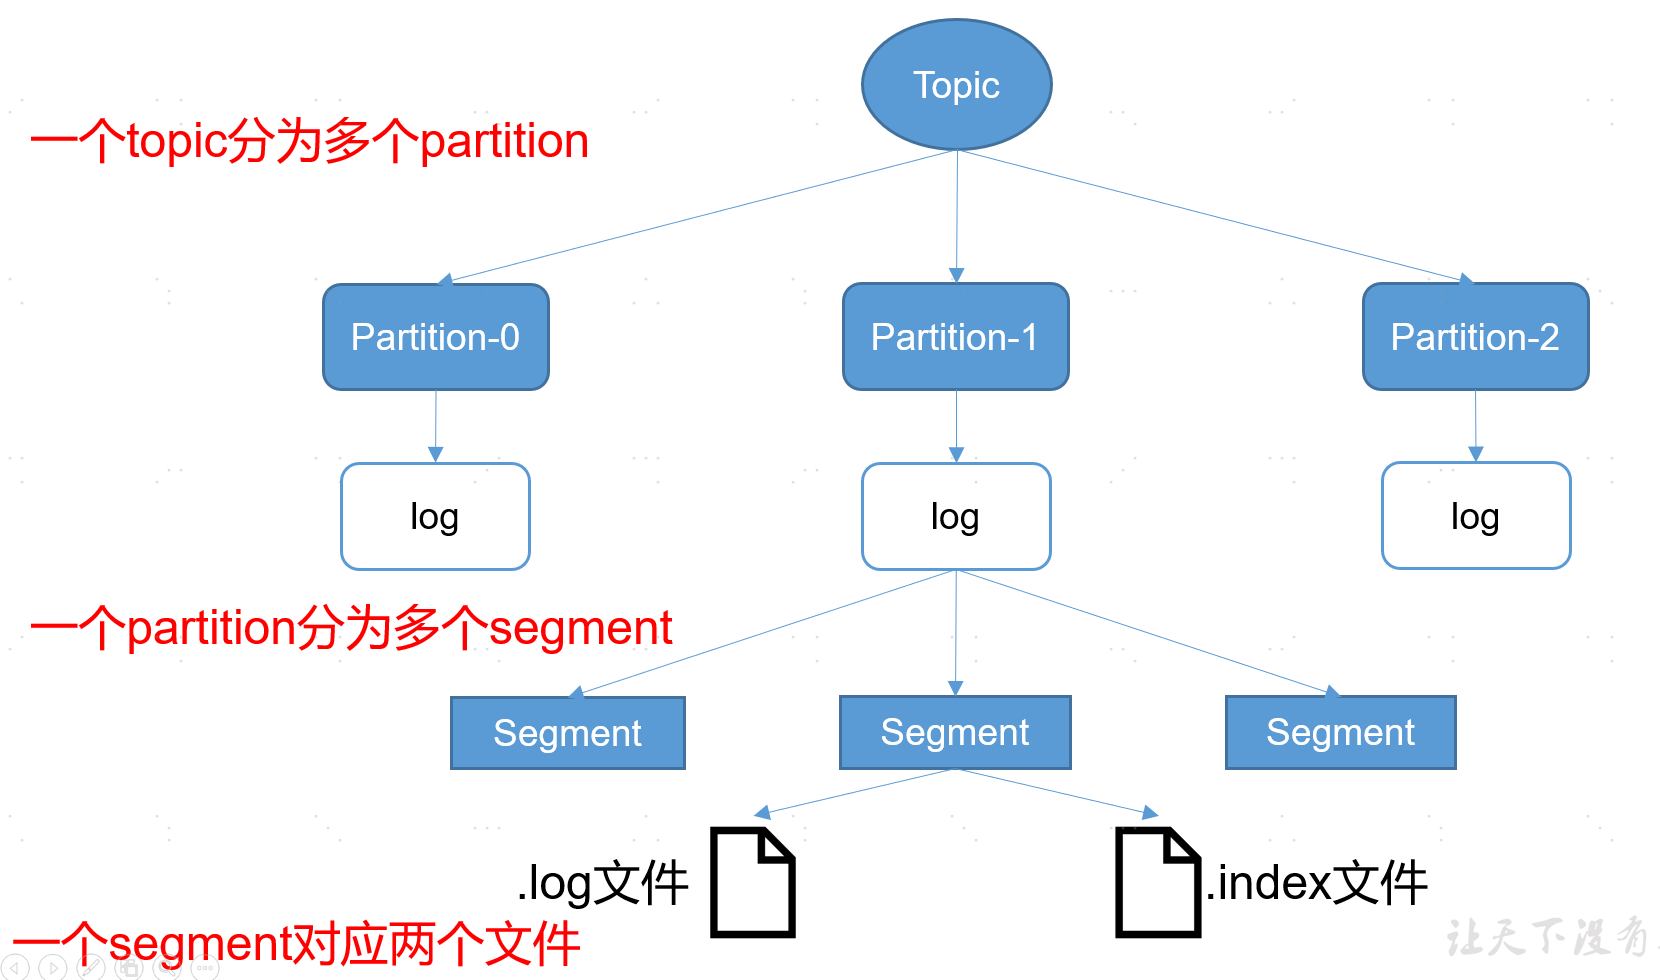 Topic
一个topic分为多个partition
Partition-0
Partition-1
Partition-2
log
log
log
一个partition分为多个segment
Segment
Segment
Segment
.log文件
.index文件
一个segment对应两个文件
让天下没有